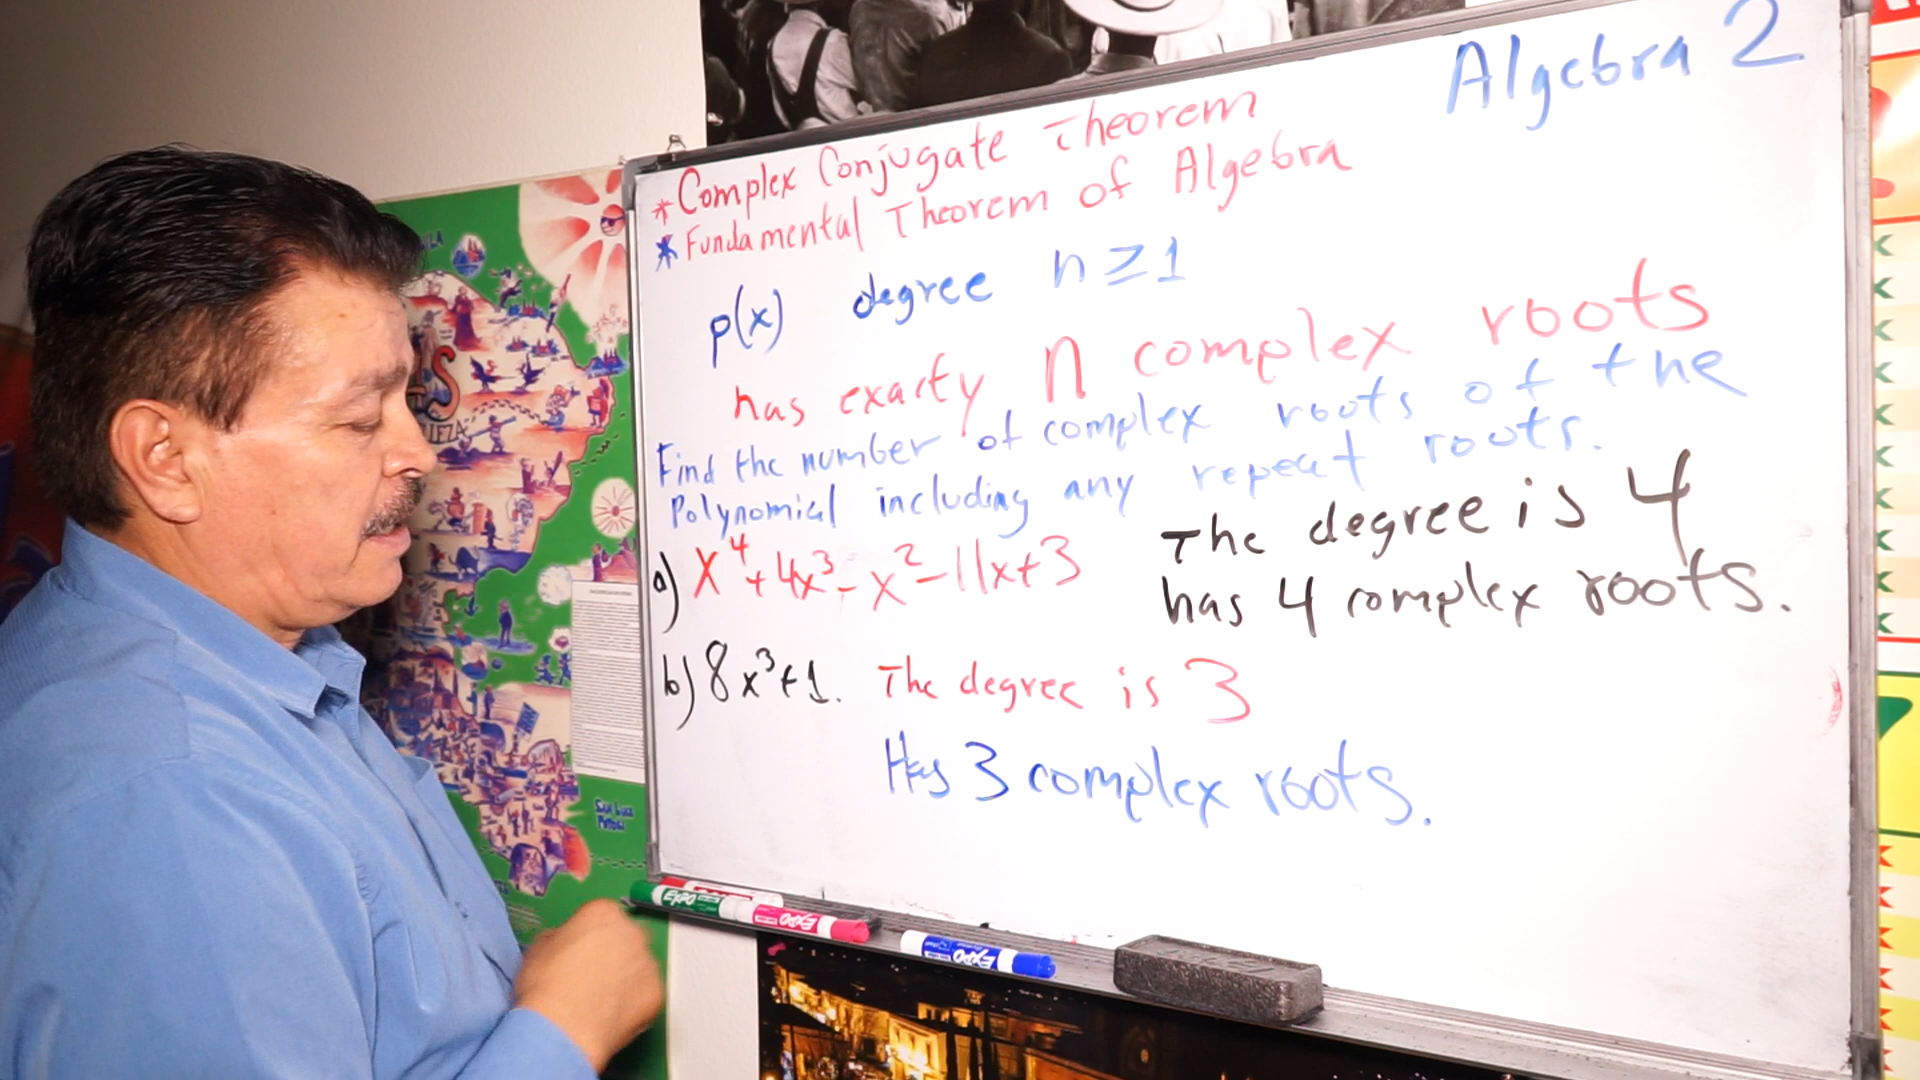 Algebra 2
* Complex Conjugate Theorem
* Fundamental Theorem of Algebra
p(x) degree n ≥ 1
has exacty n complex roots
Find the number of complex roots of the
Polynomial including any repeat roots.
a) x⁴+4x³-x²-11x+3 The degree is 4
has 4 complex roots.
b) 8x³+1. The degree is 3
Has 3 complex roots.
EXPO
EXPO
EXPO